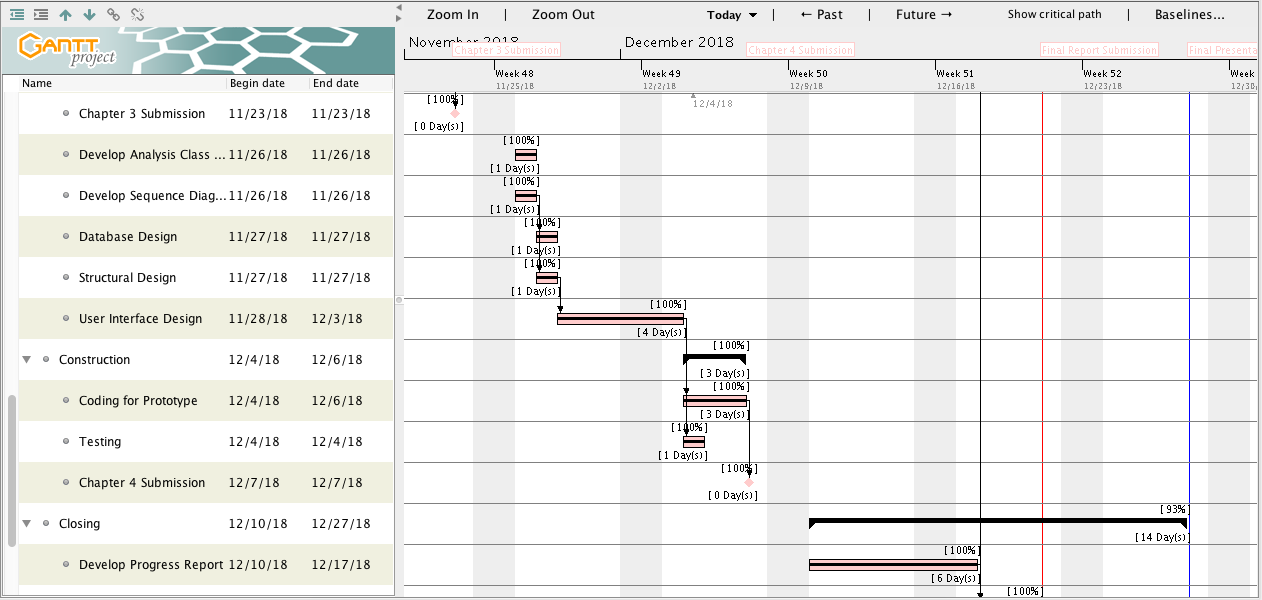 Zoom In | Zoom Out Today | ← Past | Future → Show critical path | Baselines...
GANTT
project
November 2018 December 2018
Chapter 3 Submission Chapter 4 Submission Final Report Submission Final Presenta
Name Begin date End date
Week 48 Week 49 Week 50 Week 51 Week 52 Week
11/25/18 12/2/18 12/9/18 12/16/18 12/23/18 12/30/
12/4/18
[100%]
Chapter 3 Submission 11/23/18 11/23/18
[0 Day(s)]
[100%]
Develop Analysis Class ... 11/26/18 11/26/18
[1 Day(s)]
[100%]
Develop Sequence Diag... 11/26/18 11/26/18
[1 Day(s)]
[100%]
Database Design 11/27/18 11/27/18
[1 Day(s)]
[100%]
Structural Design 11/27/18 11/27/18
[1 Day(s)]
[100%]
User Interface Design 11/28/18 12/3/18
[4 Day(s)]
[100%]
Construction 12/4/18 12/6/18
[3 Day(s)]
[100%]
Coding for Prototype 12/4/18 12/6/18
[3 Day(s)]
[100%]
Testing 12/4/18 12/4/18
[1 Day(s)]
[100%]
Chapter 4 Submission 12/7/18 12/7/18
[0 Day(s)]
[93%]
Closing 12/10/18 12/27/18
[14 Day(s)]
[100%]
Develop Progress Report 12/10/18 12/17/18
[6 Day(s)]
[100%]